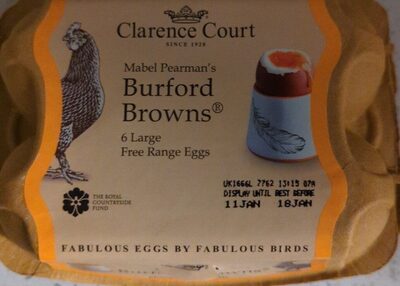 Clarence Court
SINCE 1928
Mabel Pearman's
Burford
Browns®
6 Large
Free Range Eggs
UK1666L 7762 13:15 07A
DISPLAY UNTIL BEST BEFORE
11JAN 18JAN
THE ROYAL
COUNTRYSIDE
FUND
FABULOUS EGGS BY FABULOUS BIRDS